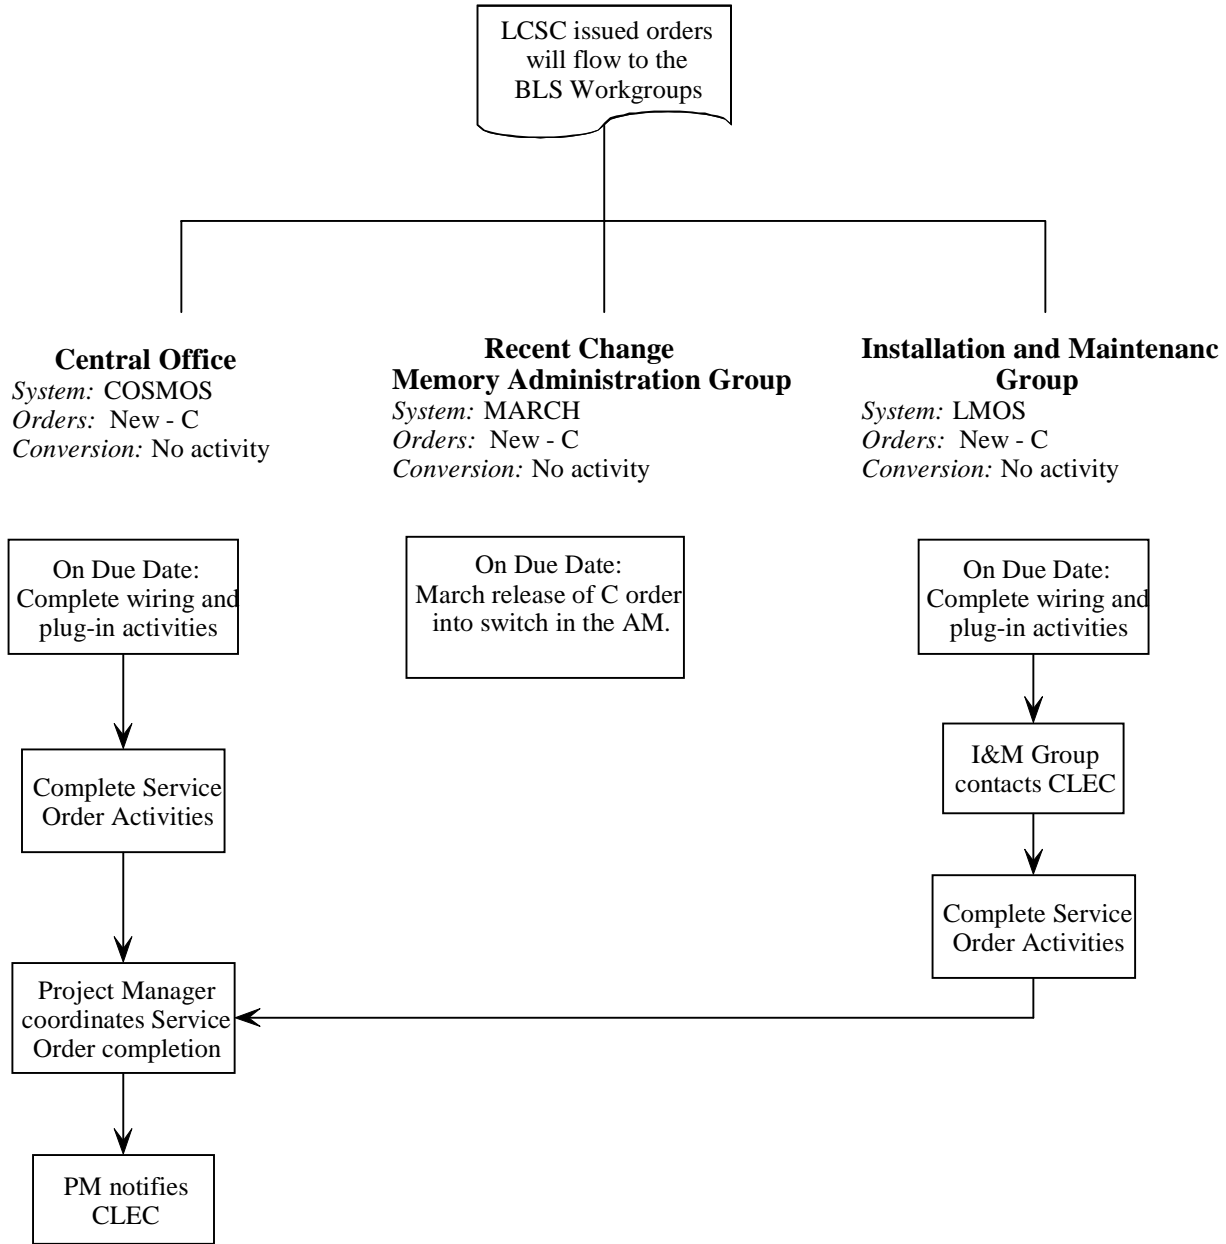 LCSC issued orders
will flow to the
BLS Workgroups
Central Office
System: COSMOS
Orders: New - C
Conversion: No activity
Recent Change
Memory Administration Group
System: MARCH
Orders: New - C
Conversion: No activity
Installation and Maintenanc
Group
System: LMOS
Orders: New - C
Conversion: No activity
On Due Date:
Complete wiring and
plug-in activities
On Due Date:
March release of C order
into switch in the AM.
On Due Date:
Complete wiring and
plug-in activities
Complete Service
Order Activities
I&M Group
contacts CLEC
Complete Service
Order Activities
Project Manager
coordinates Service
Order completion
PM notifies
CLEC